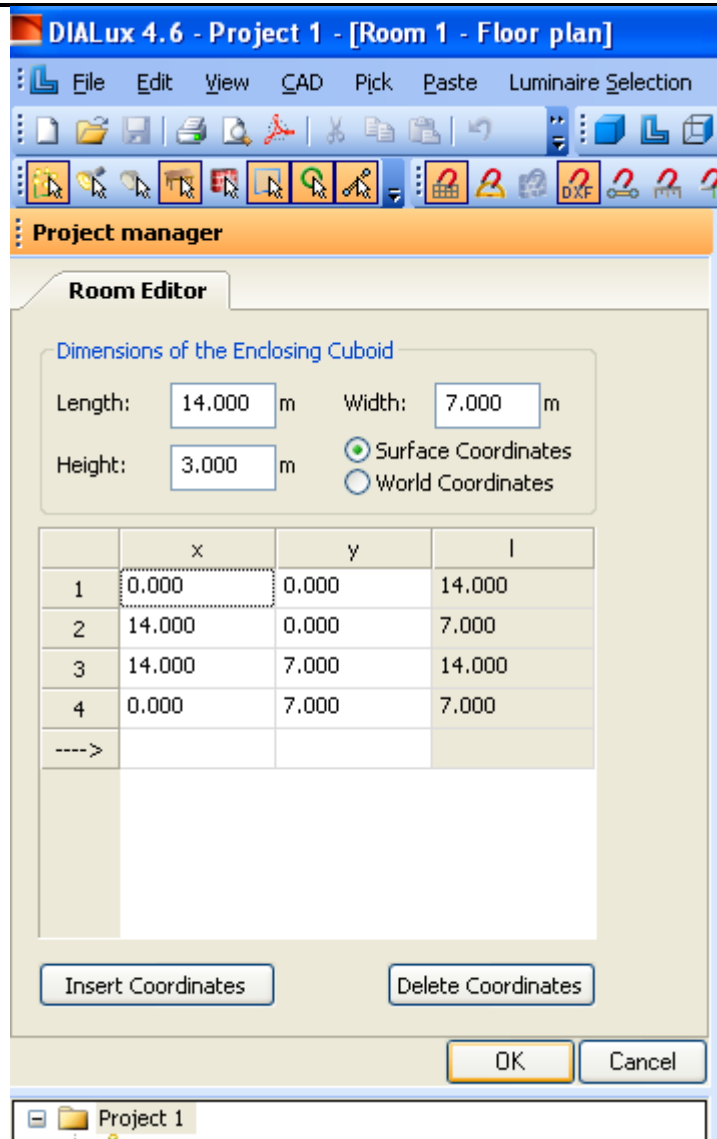 DIALux 4.6 - Project 1 - [Room 1 - Floor plan]
File Edit View CAD Pick Paste Luminaire Selection
DXF
Project manager
Room Editor
Dimensions of the Enclosing Cuboid
Length: 14.000 m Width: 7.000 m
Height: 3.000 m
Surface Coordinates
World Coordinates
x y l
1 0.000 0.000 14.000
2 14.000 0.000 7.000
3 14.000 7.000 14.000
4 0.000 7.000 7.000
---->
Insert Coordinates Delete Coordinates
OK Cancel
Project 1